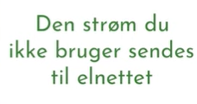 Den strøm du
ikke bruger sendes
til elnettet